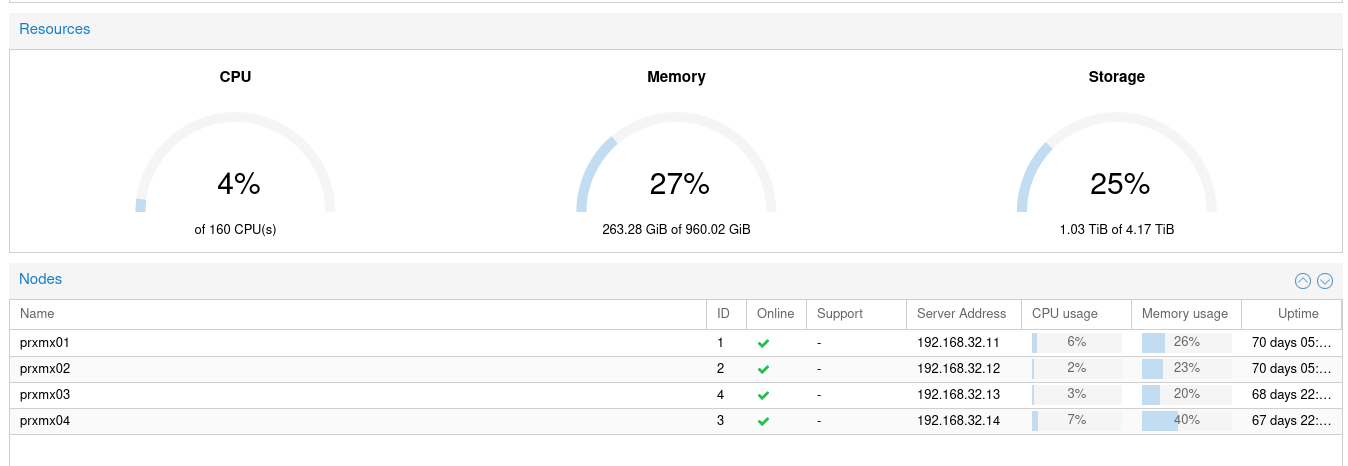 Resources
CPU Memory Storage
4% 27% 25%
of 160 CPU(s) 263.28 GiB of 960.02 GiB 1.03 TiB of 4.17 TiB
Nodes
Name ID Online Support Server Address CPU usage Memory usage Uptime
prxmx01 1 - 192.168.32.11 6% 26% 70 days 05:...
prxmx02 2 - 192.168.32.12 2% 23% 70 days 05:...
prxmx03 4 - 192.168.32.13 3% 20% 68 days 22:...
prxmx04 3 - 192.168.32.14 7% 40% 67 days 22:...